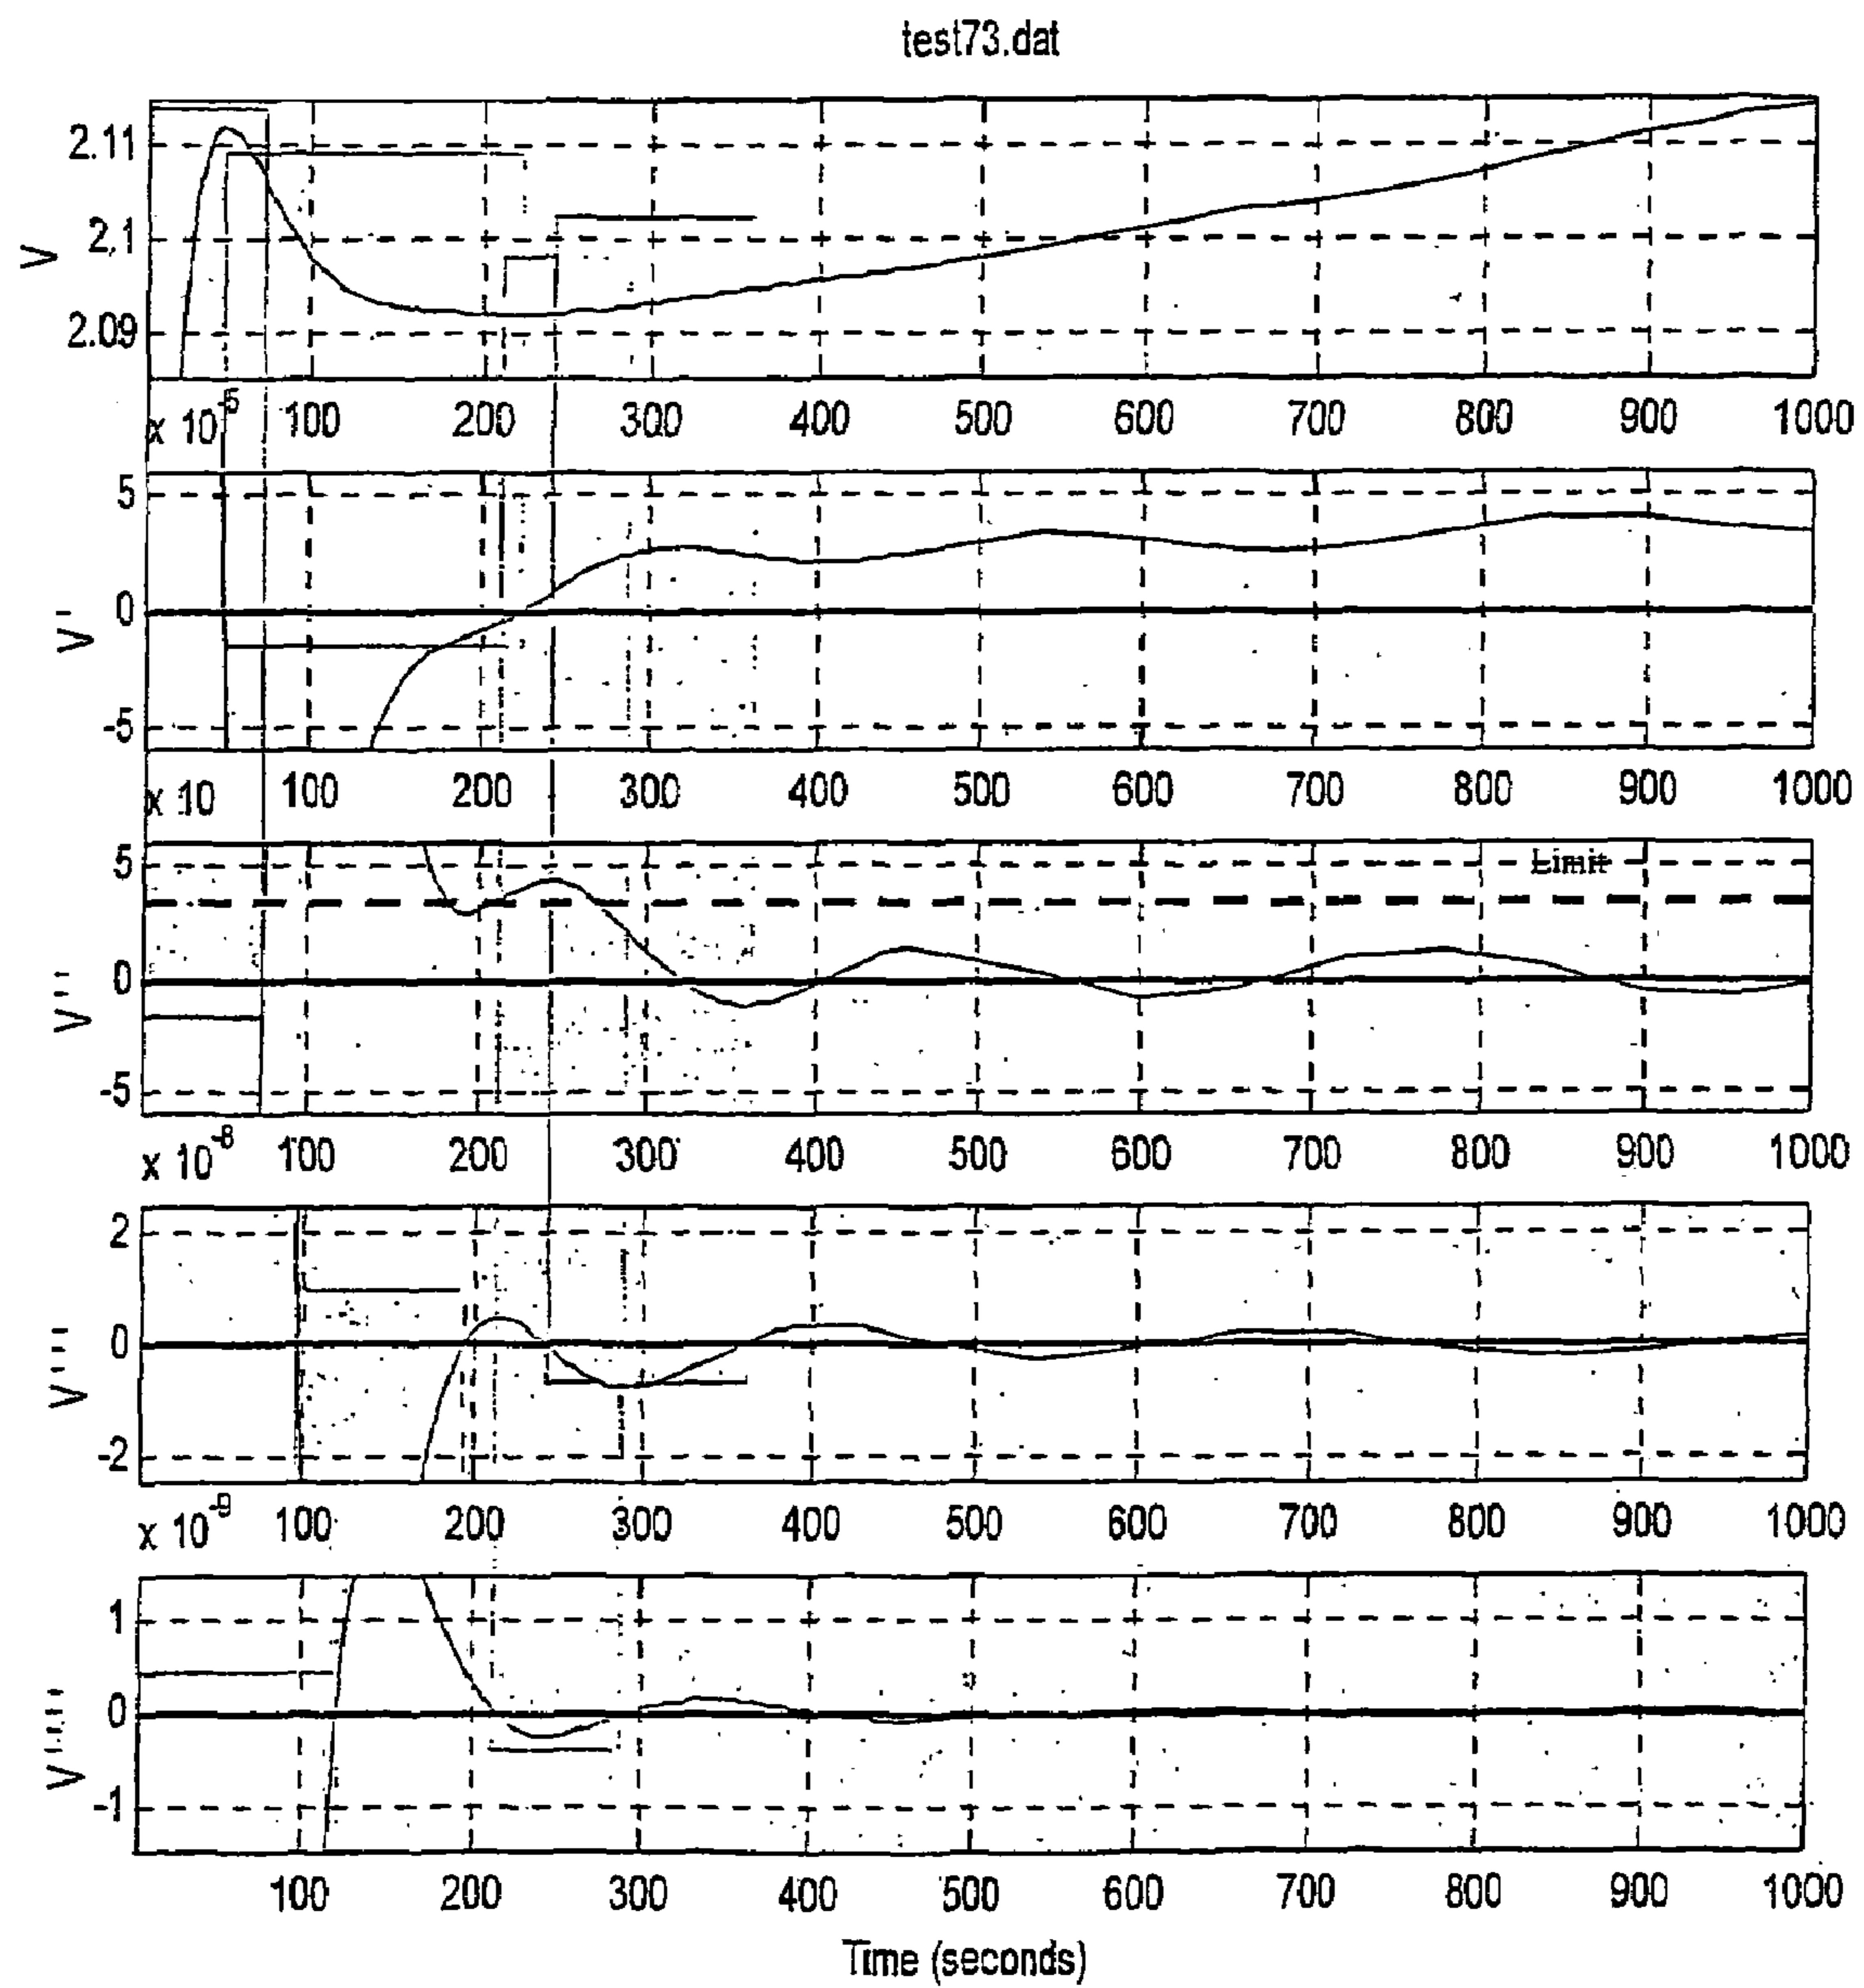 test73.dat
2.11
2.1
2.09
V
x 10-5 100 200 300 400 500 600 700 800 900 1000
5
0
-5
V'
x 10 100 200 300 400 500 600 700 800 900 1000
Limit
5
0
-5
V''
x 10-8 100 200 300 400 500 600 700 800 900 1000
2
0
-2
V'''
x 10-9 100 200 300 400 500 600 700 800 900 1000
1
0
-1
V''''
100 200 300 400 500 600 700 800 900 1000
Time (seconds)